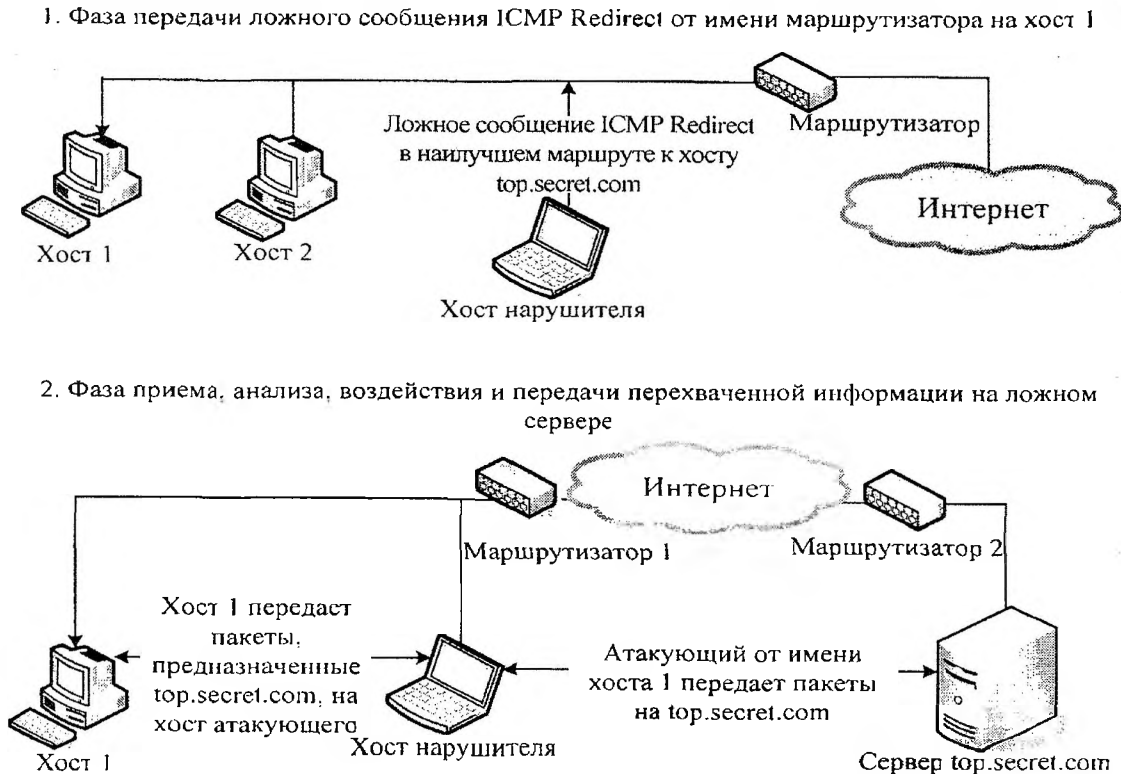 1. Фаза передачи ложного сообщения ICMP Redirect от имени маршрутизатора на хост 1
Ложное сообщение ICMP Redirect
в наилучшем маршруте к хосту
top.secret.com
Маршрутизатор
Интернет
Хост 1
Хост 2
Хост нарушителя
2. Фаза приема, анализа, воздействия и передачи перехваченной информации на ложном
сервере
Интернет
Маршрутизатор 1
Маршрутизатор 2
Хост 1 передает
пакеты,
предназначенные
top.secret.com, на
хост атакующего
Атакующий от имени
хоста 1 передает пакеты
на top.secret.com
Хост 1
Хост нарушителя
Сервер top.secret.com